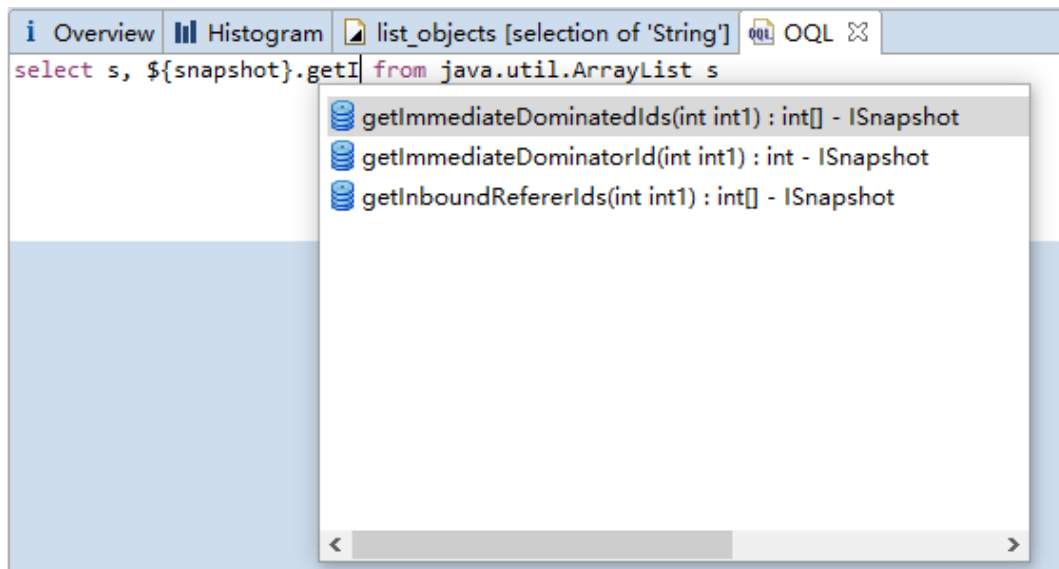 i Overview Histogram list_objects [selection of 'String'] OQL OQL
select s, ${snapshot}.getI from java.util.ArrayList s
getImmediateDominatedIds(int int1) : int[] - ISnapshot
getImmediateDominatorId(int int1) : int - ISnapshot
getInboundRefererIds(int int1) : int[] - ISnapshot